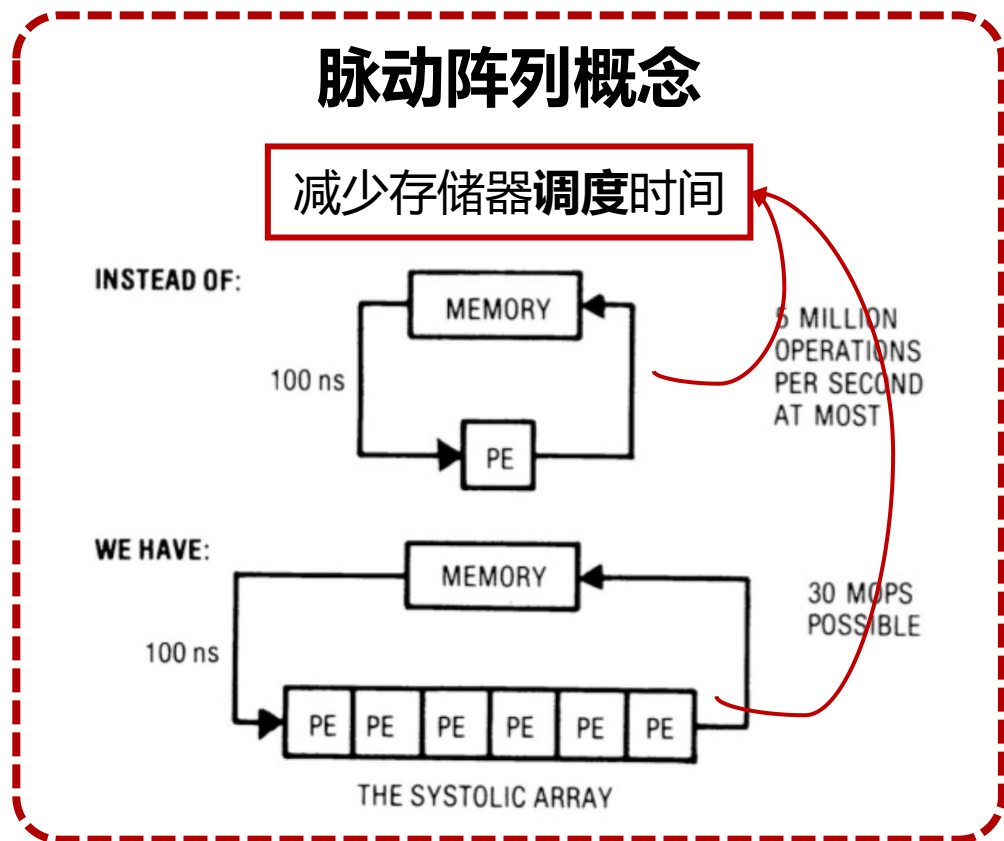 脉动阵列概念
减少存储器调度时间
INSTEAD OF:
MEMORY
100 ns
PE
5 MILLION
OPERATIONS
PER SECOND
AT MOST
WE HAVE:
MEMORY
100 ns
30 MOPS
POSSIBLE
PE PE PE PE PE PE
THE SYSTOLIC ARRAY